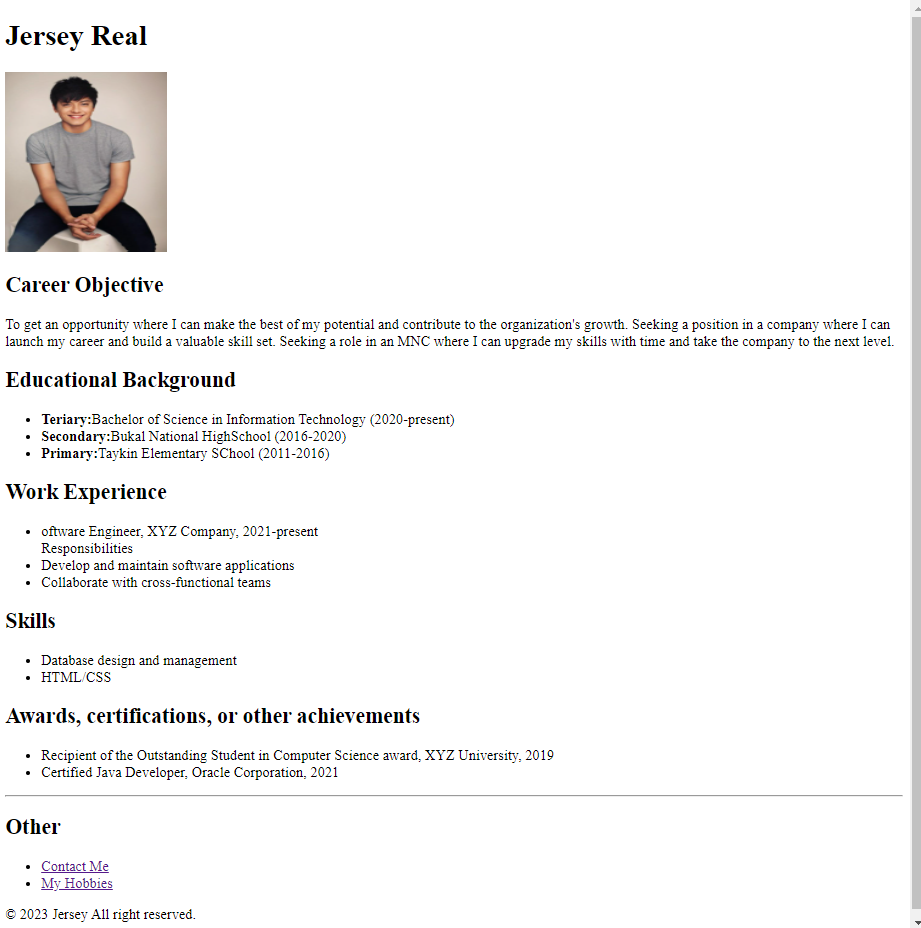 Jersey Real
Career Objective
To get an opportunity where I can make the best of my potential and contribute to the organization's growth. Seeking a position in a company where I can
launch my career and build a valuable skill set. Seeking a role in an MNC where I can upgrade my skills with time and take the company to the next level.
Educational Background
• Teriary:Bachelor of Science in Information Technology (2020-present)
• Secondary:Bukal National HighSchool (2016-2020)
• Primary:Taykin Elementary SChool (2011-2016)
Work Experience
• oftware Engineer, XYZ Company, 2021-present
Responsibilities
• Develop and maintain software applications
• Collaborate with cross-functional teams
Skills
• Database design and management
• HTML/CSS
Awards, certifications, or other achievements
• Recipient of the Outstanding Student in Computer Science award, XYZ University, 2019
• Certified Java Developer, Oracle Corporation, 2021
Other
• Contact Me
• My Hobbies
© 2023 Jersey All right reserved.